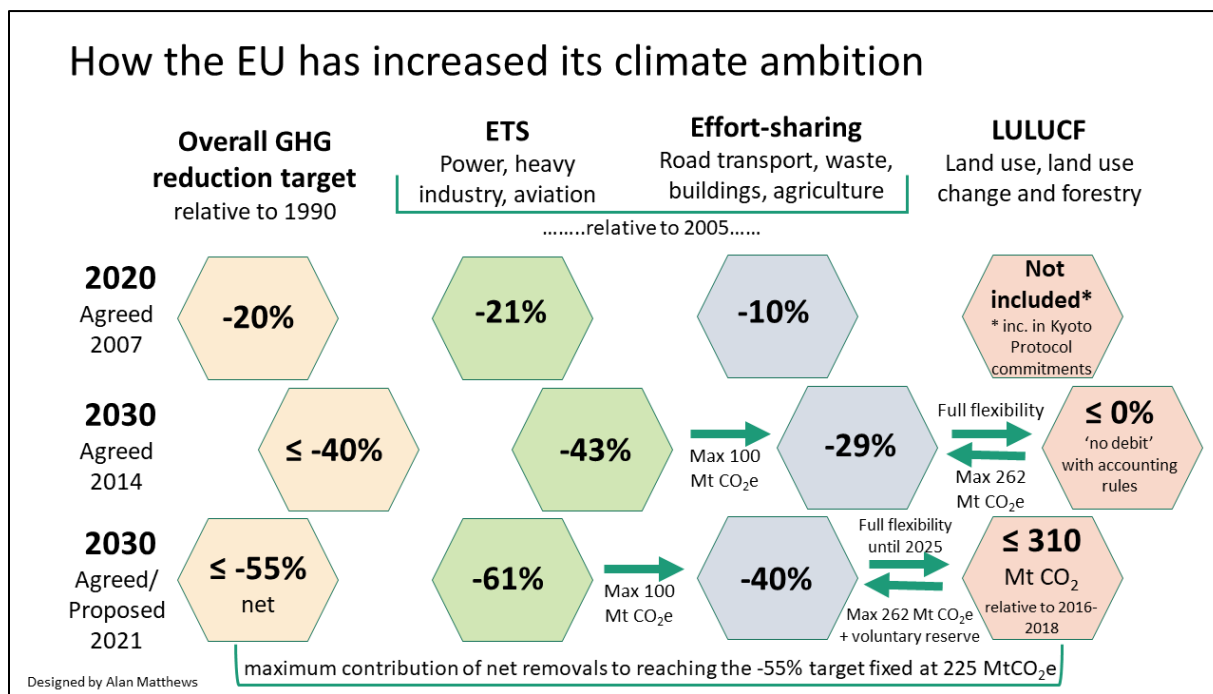 How the EU has increased its climate ambition
Overall GHG
reduction target
relative to 1990
ETS
Power, heavy
industry, aviation
Effort-sharing
Road transport, waste,
buildings, agriculture
……..relative to 2005……
LULUCF
Land use, land use
change and forestry
2020
Agreed
2007
-20%
-21%
-10%
Not
included*
* inc. in Kyoto
Protocol
commitments
2030
Agreed
2014
≤ -40%
-43%
Max 100
Mt CO₂e
-29%
Full flexibility
Max 262
Mt CO₂e
≤ 0%
‘no debit’
with accounting
rules
2030
Agreed/
Proposed
2021
≤ -55%
net
-61%
Max 100
Mt CO₂e
-40%
Full flexibility
until 2025
Max 262 Mt CO₂e
+ voluntary reserve
≤ 310
Mt CO₂
relative to 2016-
2018
maximum contribution of net removals to reaching the -55% target fixed at 225 MtCO₂e
Designed by Alan Matthews